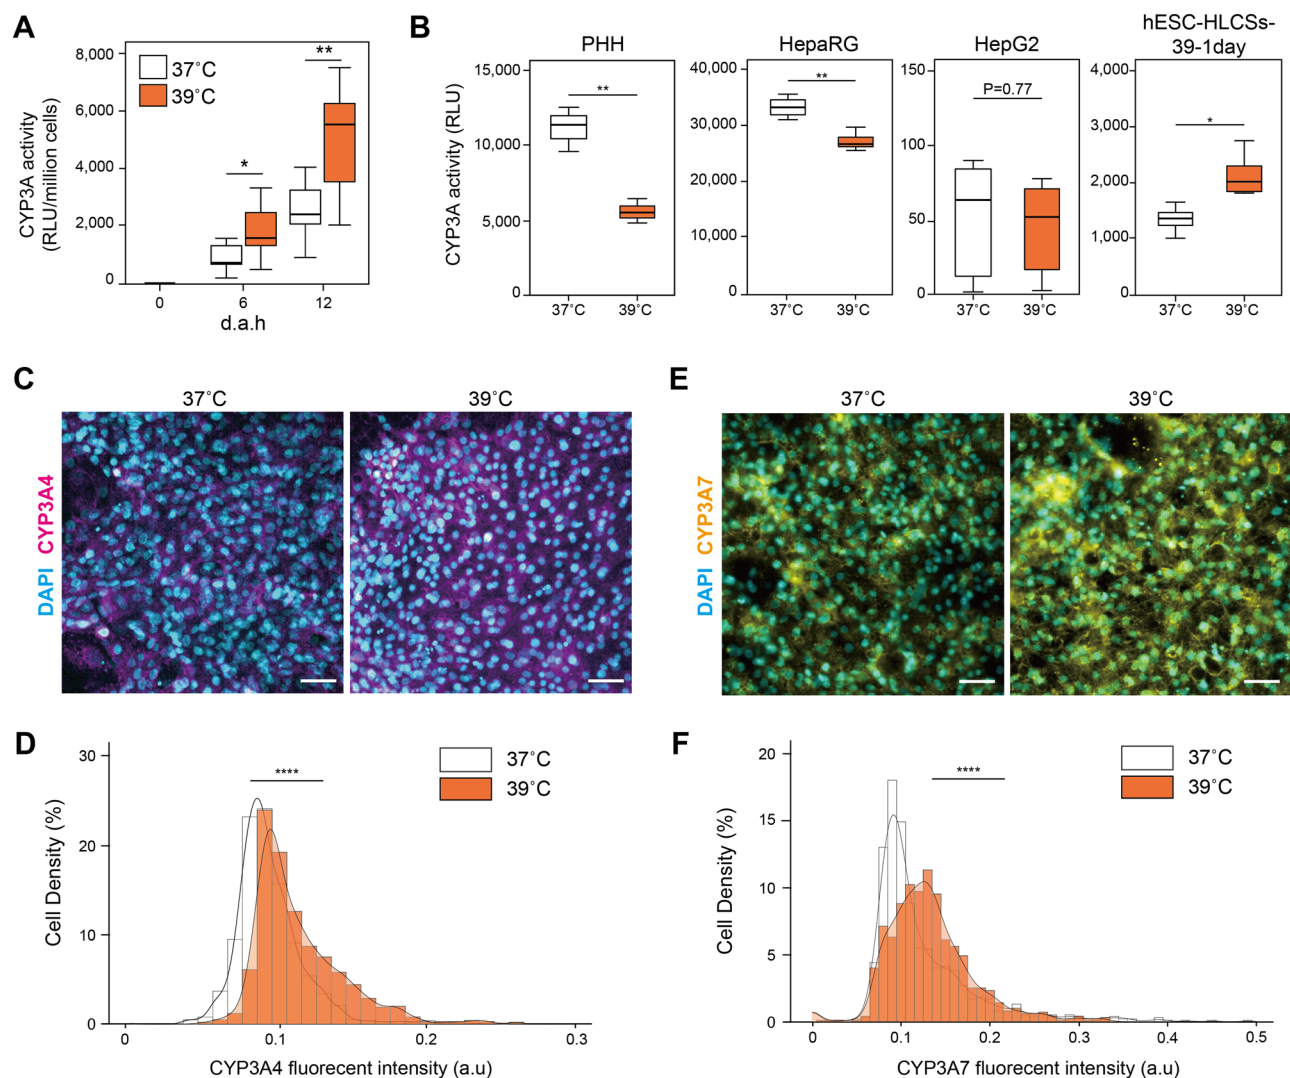 A
CYP3A activity
(RLU/million cells)
8,000
6,000
4,000
2,000
0
37˚C
39˚C
*
**
0
6
12
d.a.h
B
CYP3A activity (RLU)
PHH
15,000
10,000
5,000
0
**
37˚C
39˚C
HepaRG
40,000
30,000
20,000
10,000
0
**
37˚C
39˚C
HepG2
150
100
50
0
P=0.77
37˚C
39˚C
hESC-HLCSs-
39-1day
4,000
3,000
2,000
1,000
0
*
37˚C
39˚C
C
37˚C
39˚C
DAPI CYP3A4
E
37˚C
39˚C
DAPI CYP3A7
D
Cell Density (%)
30
20
10
0
****
37˚C
39˚C
0
0.1
0.2
0.3
CYP3A4 fluorecent intensity (a.u)
F
Cell Density (%)
20
15
10
5
0
****
37˚C
39˚C
0
0.1
0.2
0.3
0.4
0.5
CYP3A7 fluorecent intensity (a.u)